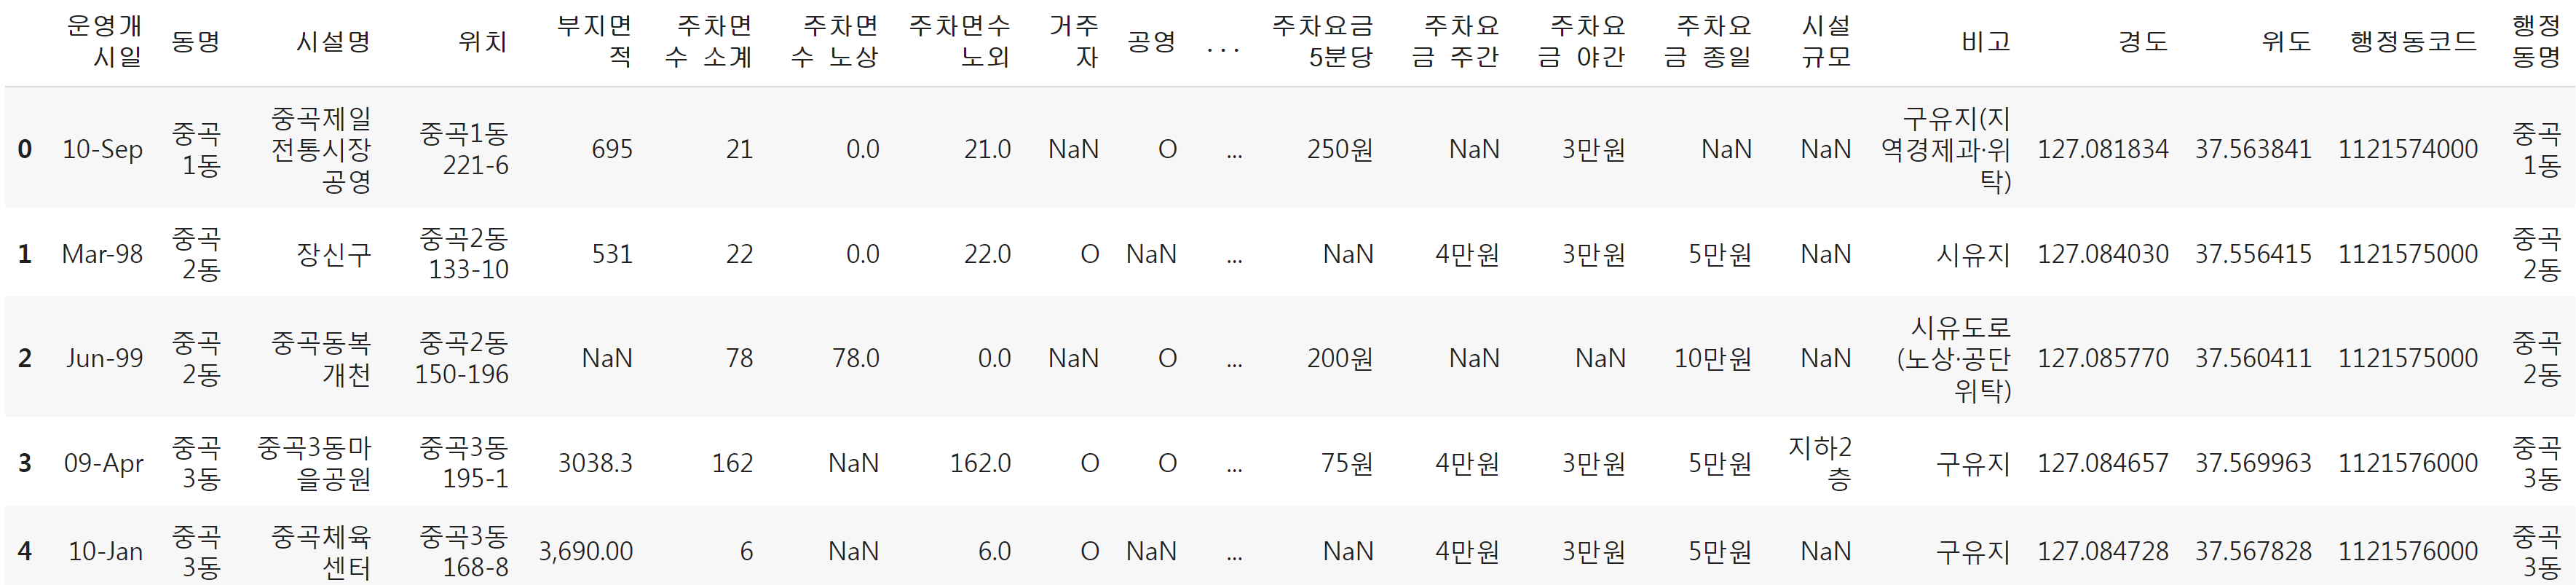 운영개시일 동명 시설명 위치 부지면적 주차면수 소계 주차면수 노상 주차면수 노외 거주자 공영 ... 주차요금 5분당 주차요금 주간 주차요금 야간 주차요금 종일 시설규모 비고 경도 위도 행정동코드 행정동명
0 10-Sep 중곡1동 중곡제일전통시장공영 중곡1동 221-6 695 21 0.0 21.0 NaN O ... 250원 NaN 3만원 NaN NaN 구유지(지역경제과·위탁) 127.081834 37.563841 1121574000 중곡1동
1 Mar-98 중곡2동 장신구 중곡2동 133-10 531 22 0.0 22.0 O NaN ... NaN 4만원 3만원 5만원 NaN 시유지 127.084030 37.556415 1121575000 중곡2동
2 Jun-99 중곡2동 중곡동복개천 중곡2동 150-196 NaN 78 78.0 0.0 NaN O ... 200원 NaN NaN 10만원 NaN 시유도로(노상·공단위탁) 127.085770 37.560411 1121575000 중곡2동
3 09-Apr 중곡3동 중곡3동마을공원 중곡3동 195-1 3038.3 162 NaN 162.0 O O ... 75원 4만원 3만원 5만원 지하2층 구유지 127.084657 37.569963 1121576000 중곡3동
4 10-Jan 중곡3동 중곡체육센터 중곡3동 168-8 3,690.00 6 NaN 6.0 O NaN ... NaN 4만원 3만원 5만원 NaN 구유지 127.084728 37.567828 1121576000 중곡3동